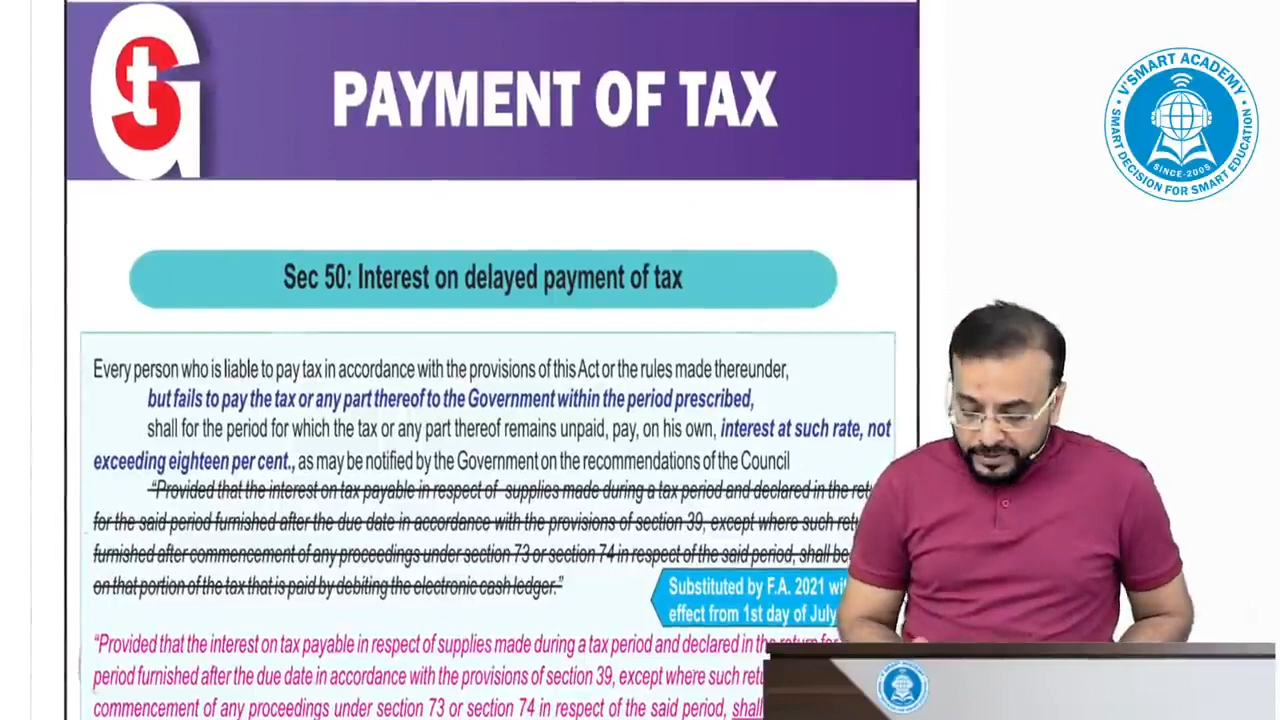 GSt
PAYMENT OF TAX
V'SMART ACADEMY
SMART DECISION FOR SMART EDUCATION
SINCE-2005
Sec 50: Interest on delayed payment of tax
Every person who is liable to pay tax in accordance with the provisions of this Act or the rules made thereunder,
but fails to pay the tax or any part thereof to the Government within the period prescribed,
shall for the period for which the tax or any part thereof remains unpaid, pay, on his own, interest at such rate, not
exceeding eighteen per cent., as may be notified by the Government on the recommendations of the Council
“Provided that the interest on tax payable in respect of supplies made during a tax period and declared in the
for the said period furnished after the due date in accordance with the provisions of section 39, except where such
furnished after commencement of any proceedings under section 73 or section 74 in respect of the said period, shall be
on that portion of the tax that is paid by debiting the electronic cash ledger.”
Substituted by F.A. 2021
effect from 1st day of July
“Provided that the interest on tax payable in respect of supplies made during a tax period and declared in the return for
period furnished after the due date in accordance with the provisions of section 39, except where such
commencement of any proceedings under section 73 or section 74 in respect of the said period, shall